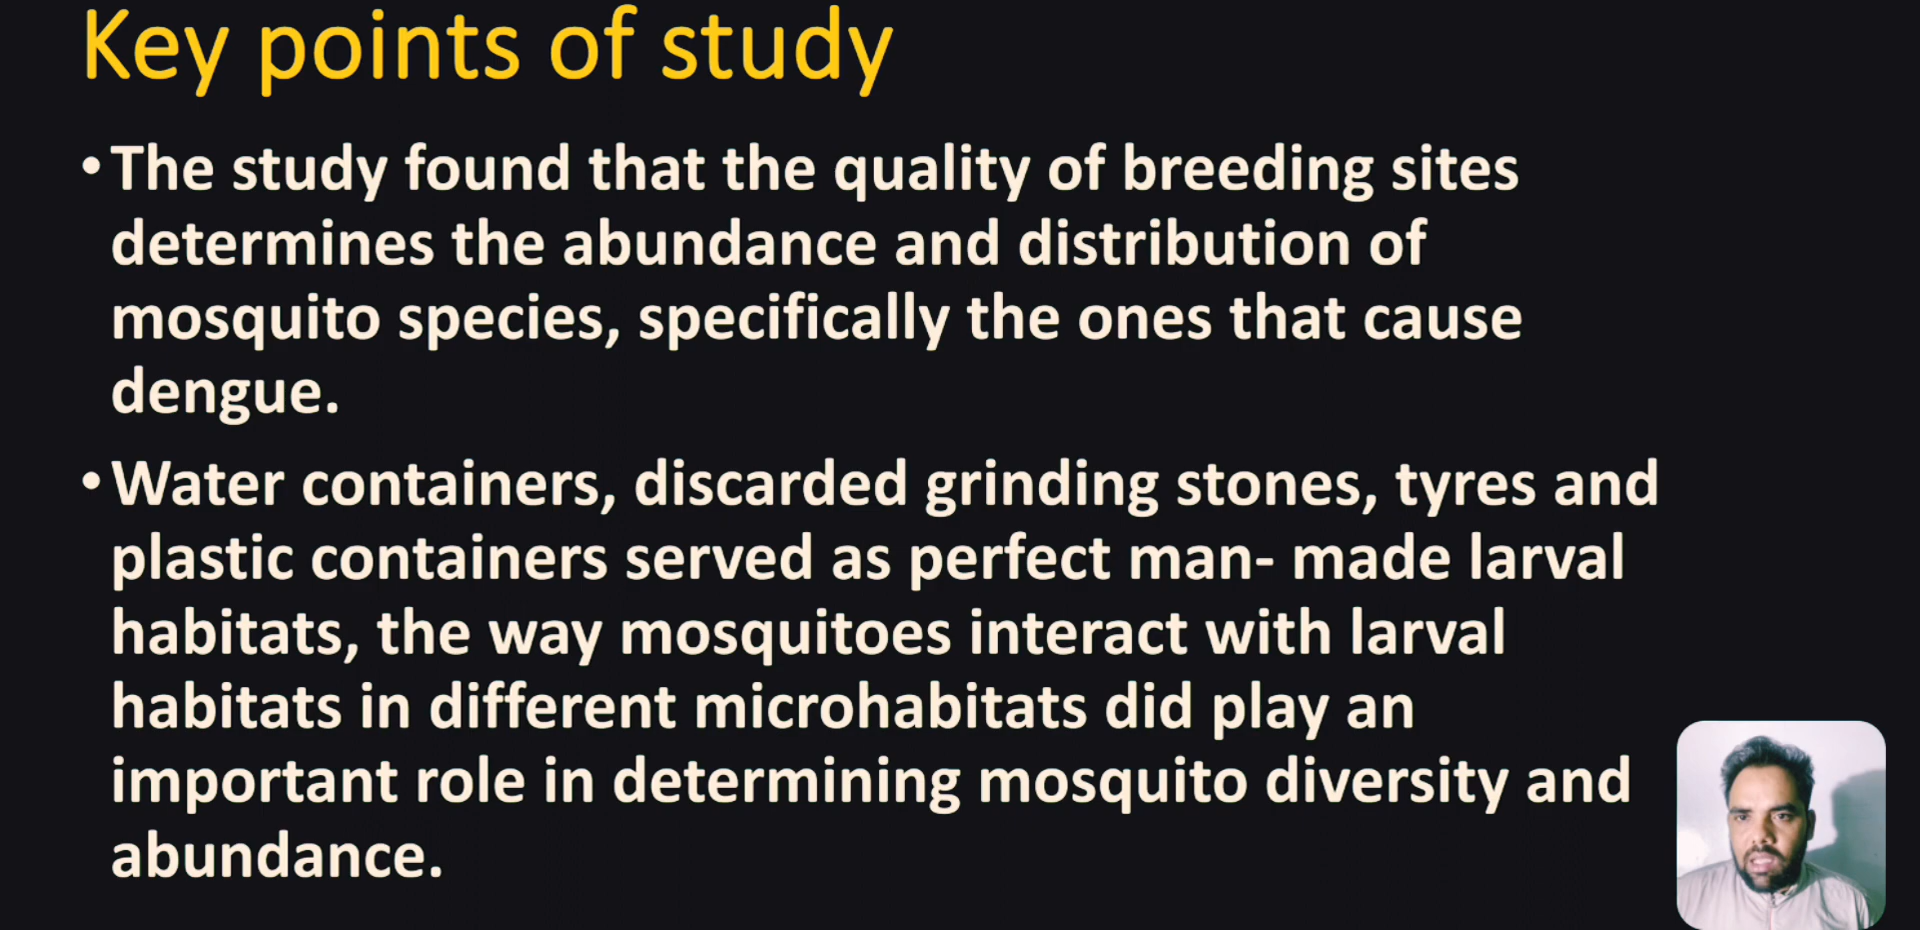 Key points of study
• The study found that the quality of breeding sites
determines the abundance and distribution of
mosquito species, specifically the ones that cause
dengue.
• Water containers, discarded grinding stones, tyres and
plastic containers served as perfect man- made larval
habitats, the way mosquitoes interact with larval
habitats in different microhabitats did play an
important role in determining mosquito diversity and
abundance.